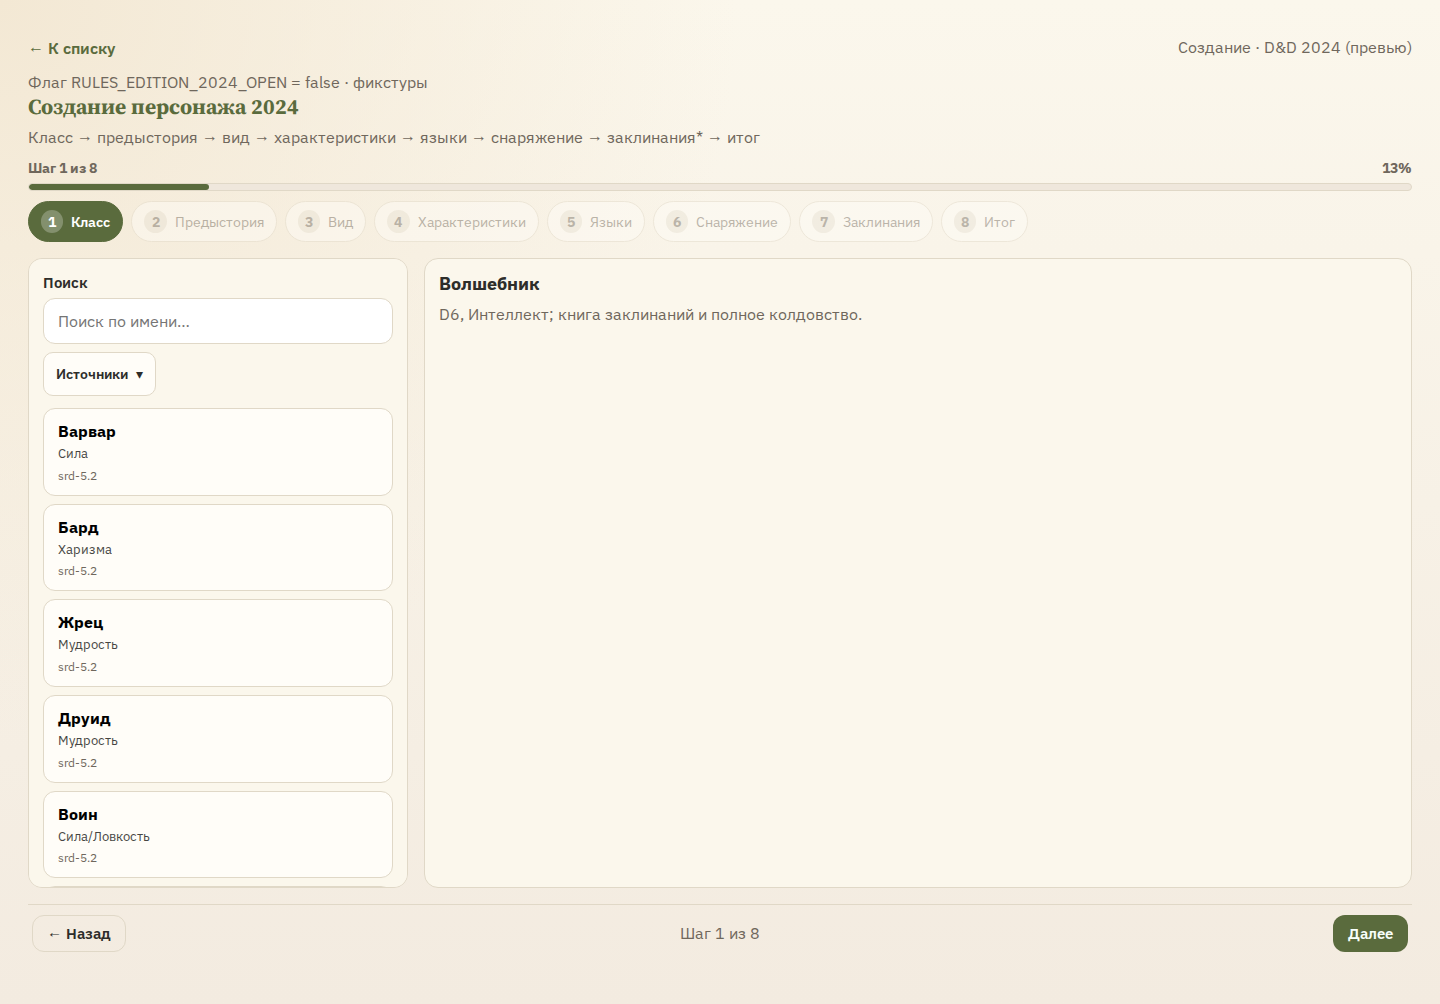 ← К списку
Создание · D&D 2024 (превью)
Флаг RULES_EDITION_2024_OPEN = false · фикстуры
Создание персонажа 2024
Класс → предыстория → вид → характеристики → языки → снаряжение → заклинания* → итог
Шаг 1 из 8
13%
1 Класс
2 Предыстория
3 Вид
4 Характеристики
5 Языки
6 Снаряжение
7 Заклинания
8 Итог
Поиск
Поиск по имени...
Источники ▾
Варвар
Сила
srd-5.2
Бард
Харизма
srd-5.2
Жрец
Мудрость
srd-5.2
Друид
Мудрость
srd-5.2
Воин
Сила/Ловкость
srd-5.2
Волшебник
D6, Интеллект; книга заклинаний и полное колдовство.
← Назад
Шаг 1 из 8
Далее